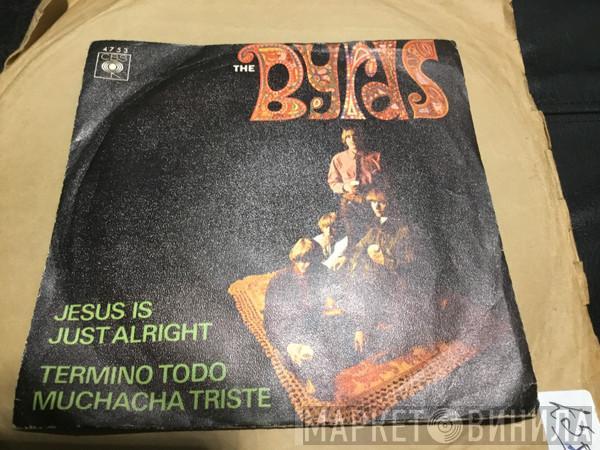 4753
CBS
THE BYRDS
JESUS IS
JUST ALRIGHT
TERMINO TODO
MUCHACHA TRISTE
МАРКЕТ ВИНИЛА